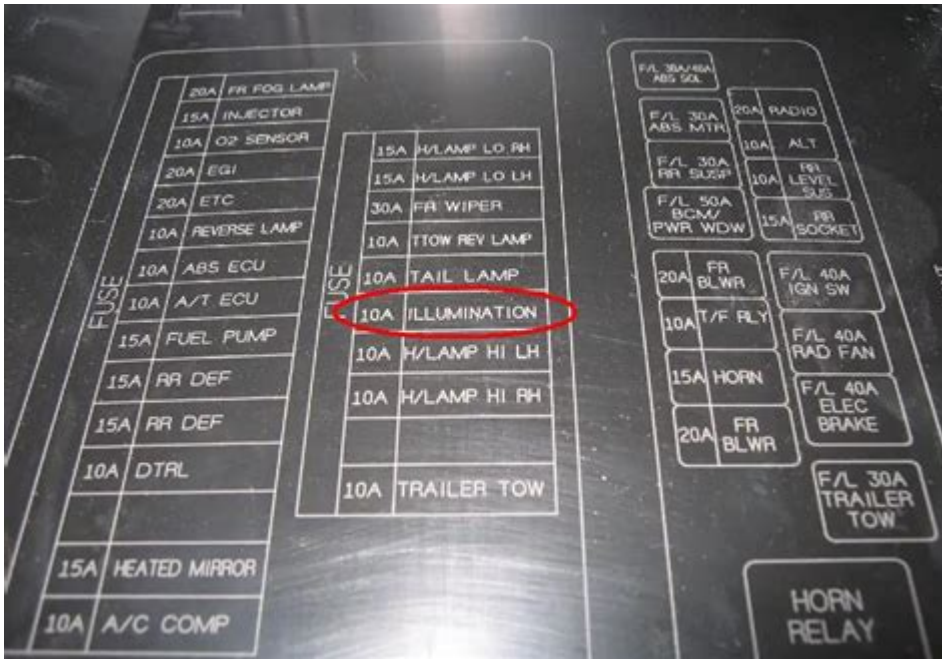 FUSE
20A FR FOG LAMP
15A INJECTOR
10A O2 SENSOR
20A EGI
20A ETC
10A REVERSE LAMP
10A ABS ECU
10A A/T ECU
15A FUEL PUMP
15A RR DEF
15A RR DEF
10A DTRL
15A HEATED MIRROR
10A A/C COMP
FUSE
15A H/LAMP LO RH
15A H/LAMP LO LH
30A FR WIPER
10A TTOW REV LAMP
10A TAIL LAMP
10A ILLUMINATION
10A H/LAMP HI LH
10A H/LAMP HI RH
10A TRAILER TOW
F/L 30A/40A
ABS SOL
F/L 30A
ABS MTR
F/L 30A
RR SUSP
F/L 50A
BCM/
PWR WDW
20A RADIO
10A ALT
10A RR
LEVEL
SUS
15A RR
SOCKET
20A FR
BLWR
10A T/F RLY
15A HORN
20A FR
BLWR
F/L 40A
IGN SW
F/L 40A
RAD FAN
F/L 40A
ELEC
BRAKE
F/L 30A
TRAILER
TOW
HORN
RELAY